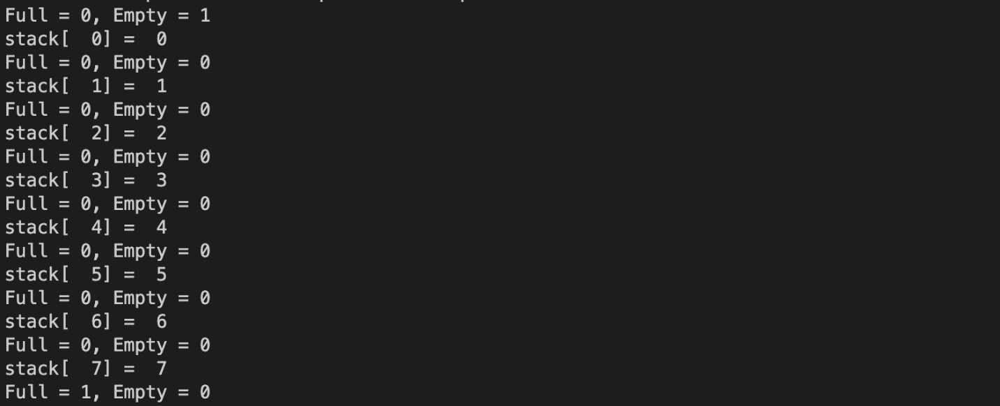 Full = 0, Empty = 1
stack[  0] =  0
Full = 0, Empty = 0
stack[  1] =  1
Full = 0, Empty = 0
stack[  2] =  2
Full = 0, Empty = 0
stack[  3] =  3
Full = 0, Empty = 0
stack[  4] =  4
Full = 0, Empty = 0
stack[  5] =  5
Full = 0, Empty = 0
stack[  6] =  6
Full = 0, Empty = 0
stack[  7] =  7
Full = 1, Empty = 0